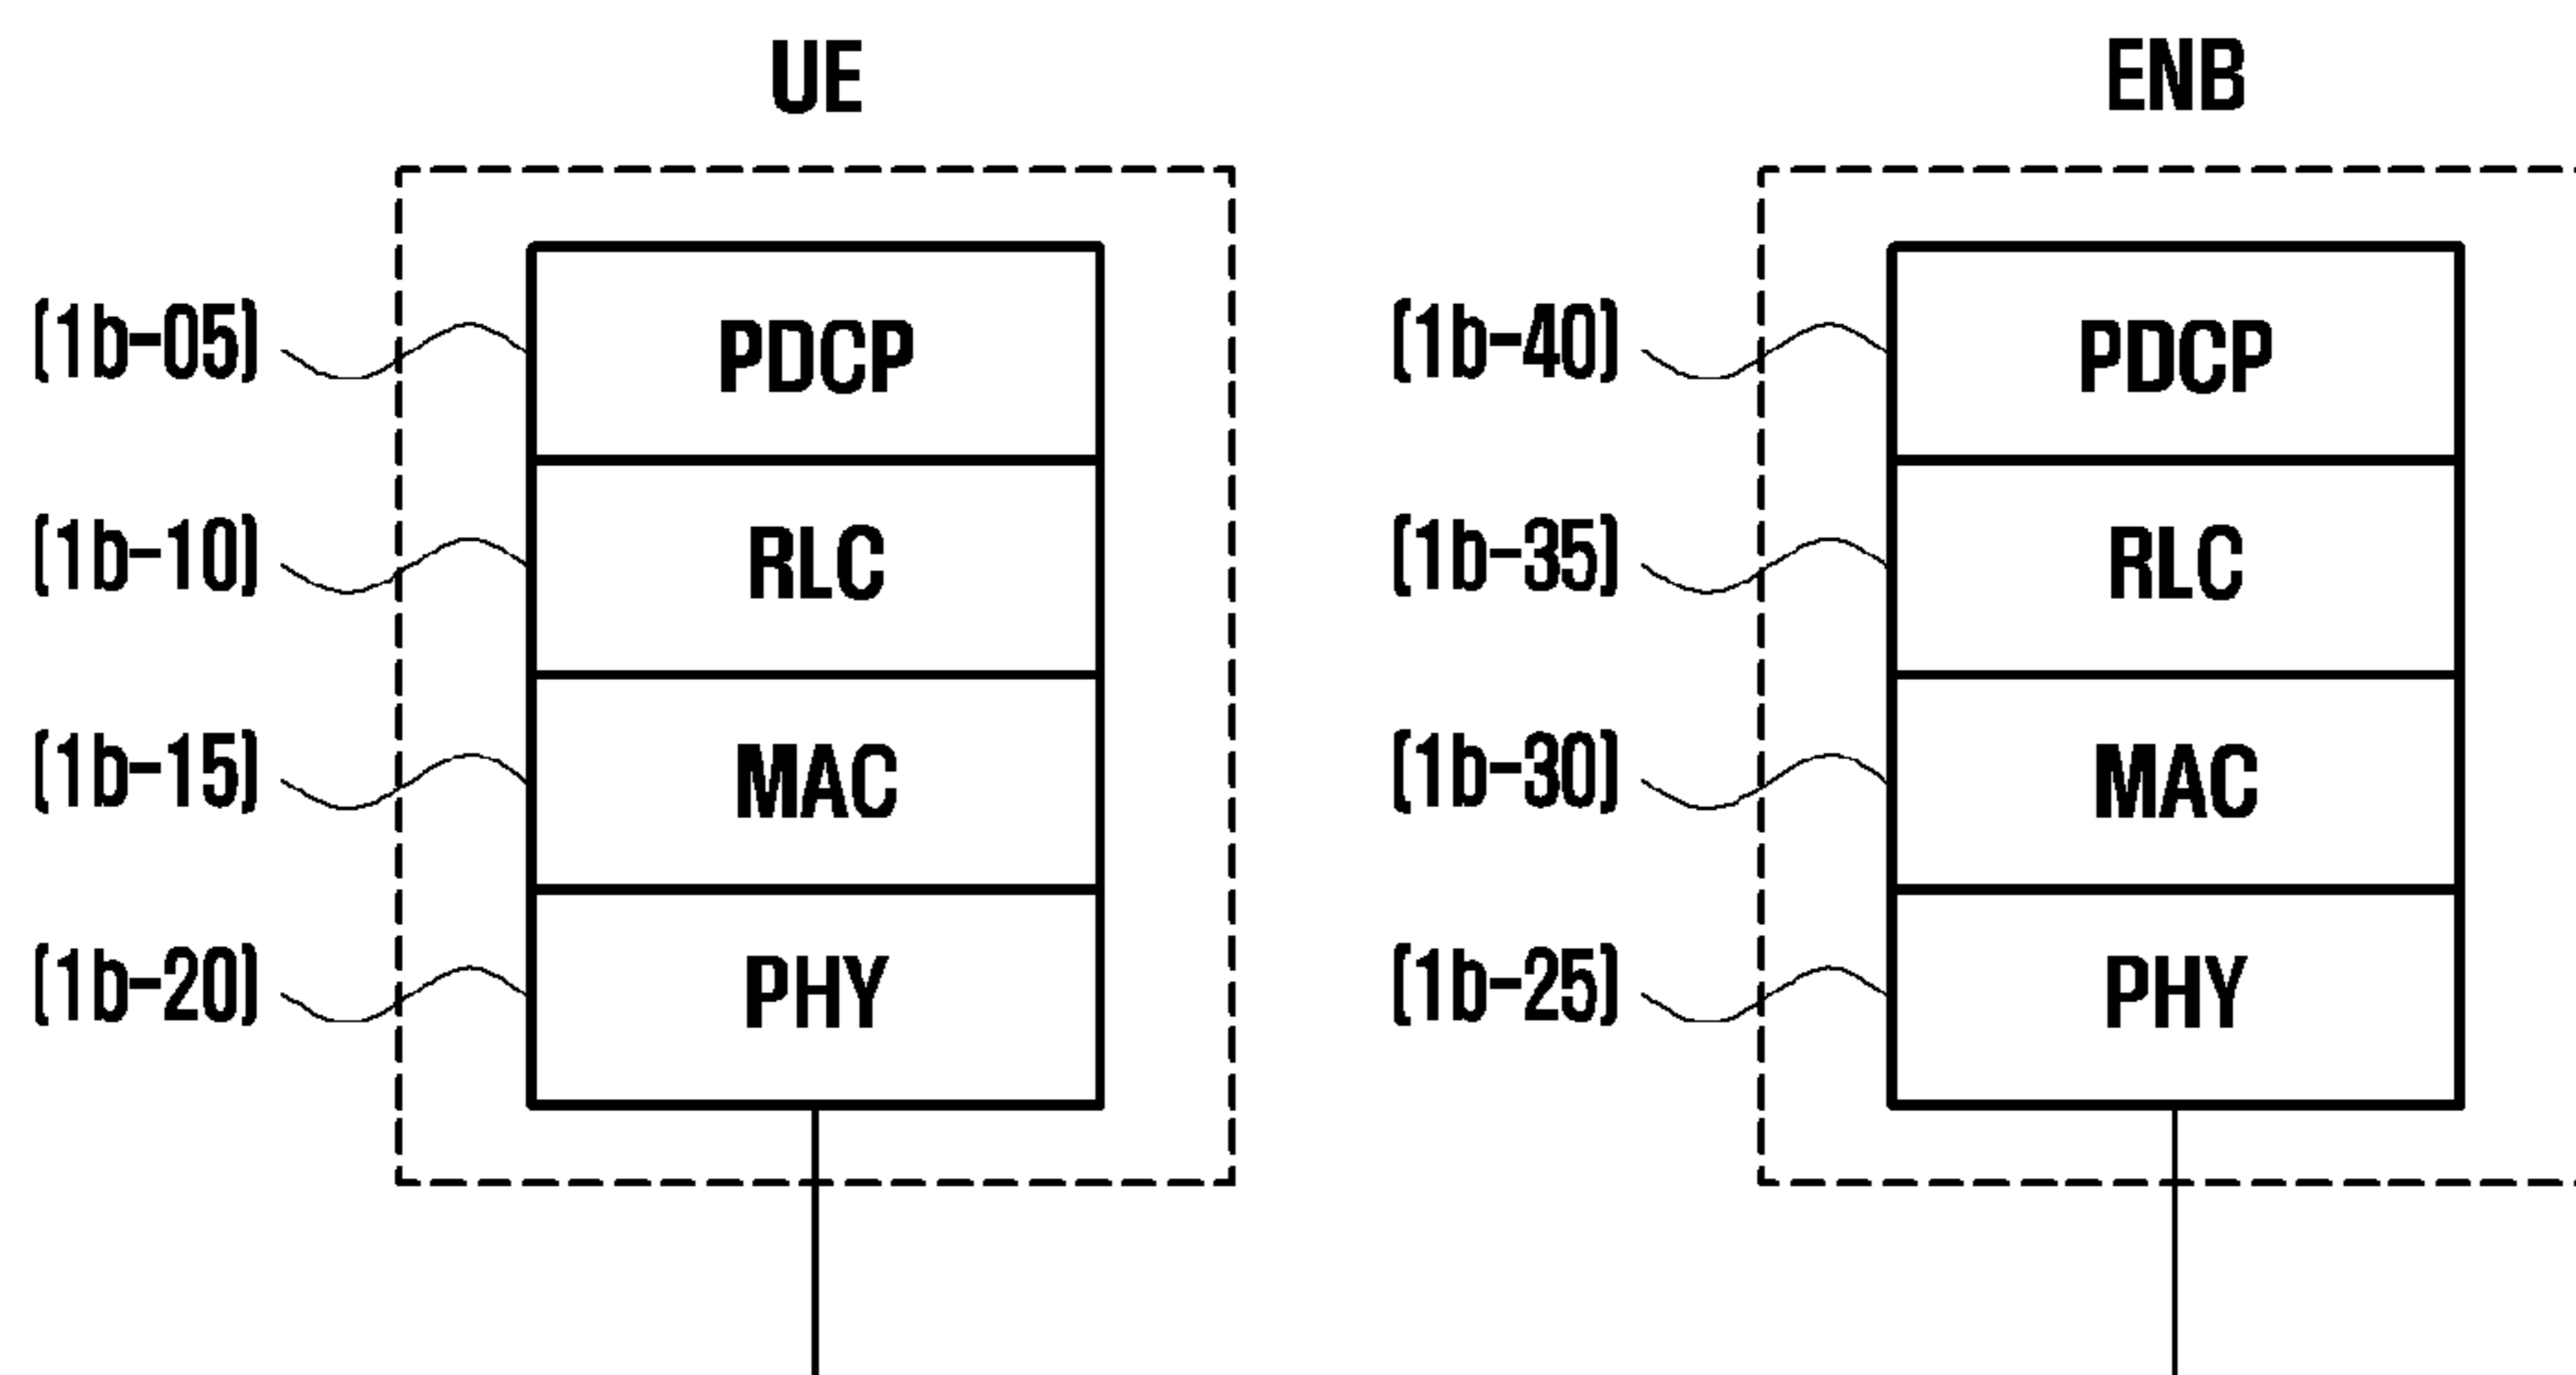 UE ENB
(1b-05) PDCP (1b-40) PDCP
(1b-10) RLC (1b-35) RLC
(1b-15) MAC (1b-30) MAC
(1b-20) PHY (1b-25) PHY